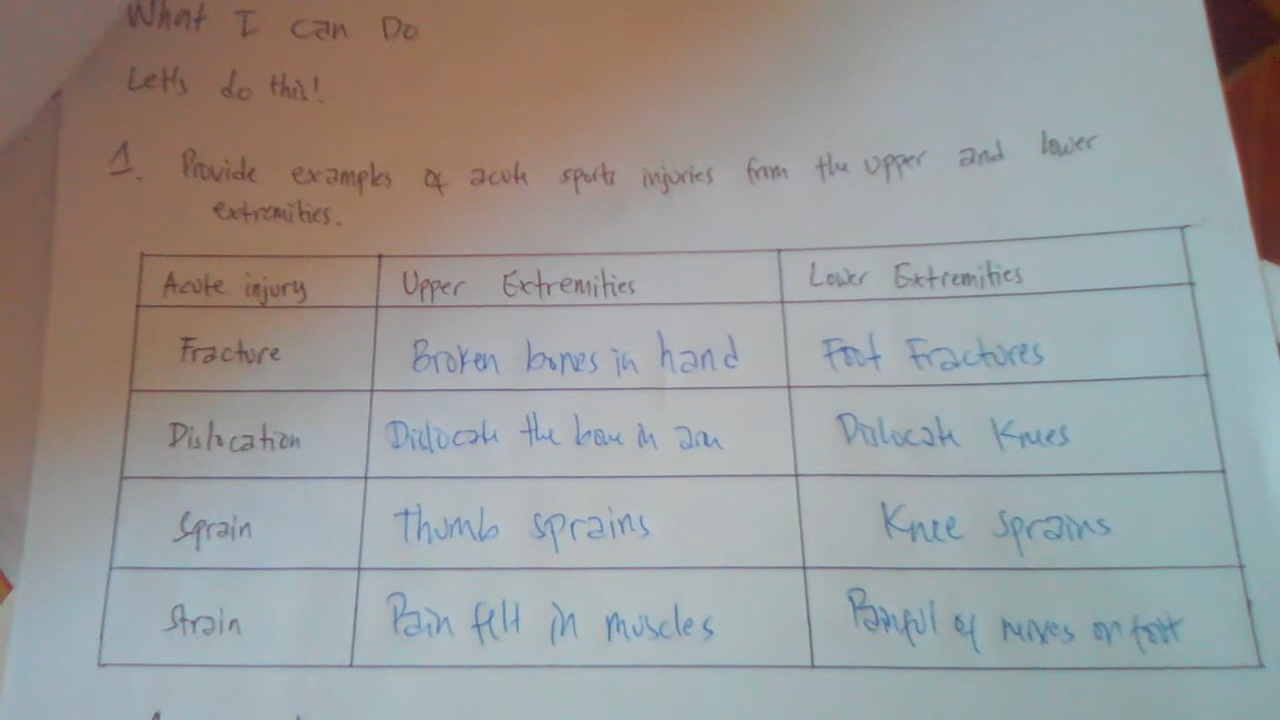 What I can Do
Let's do this!
1. Provide examples of acute sports injuries from the upper and lower
extremities.
Acute injury Upper Extremities Lower Extremities
Fracture Broken bones in hand Foot Fractures
Dislocation Dislocate the bone in arm Dislocate Knees
Sprain Thumb sprains Knee sprains
Strain Pain felt in muscles Painful of nerves on foot